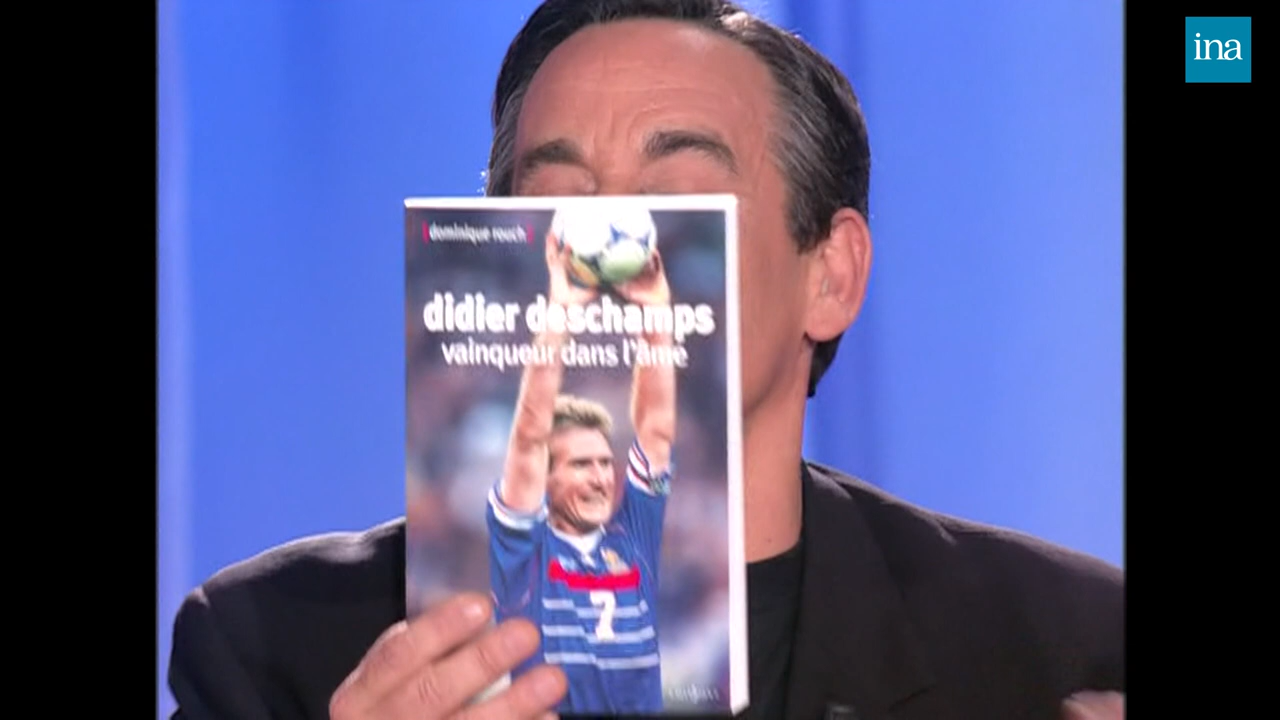 ina
[dominique rouch]
didier deschamps
vainqueur dans l'âme
7